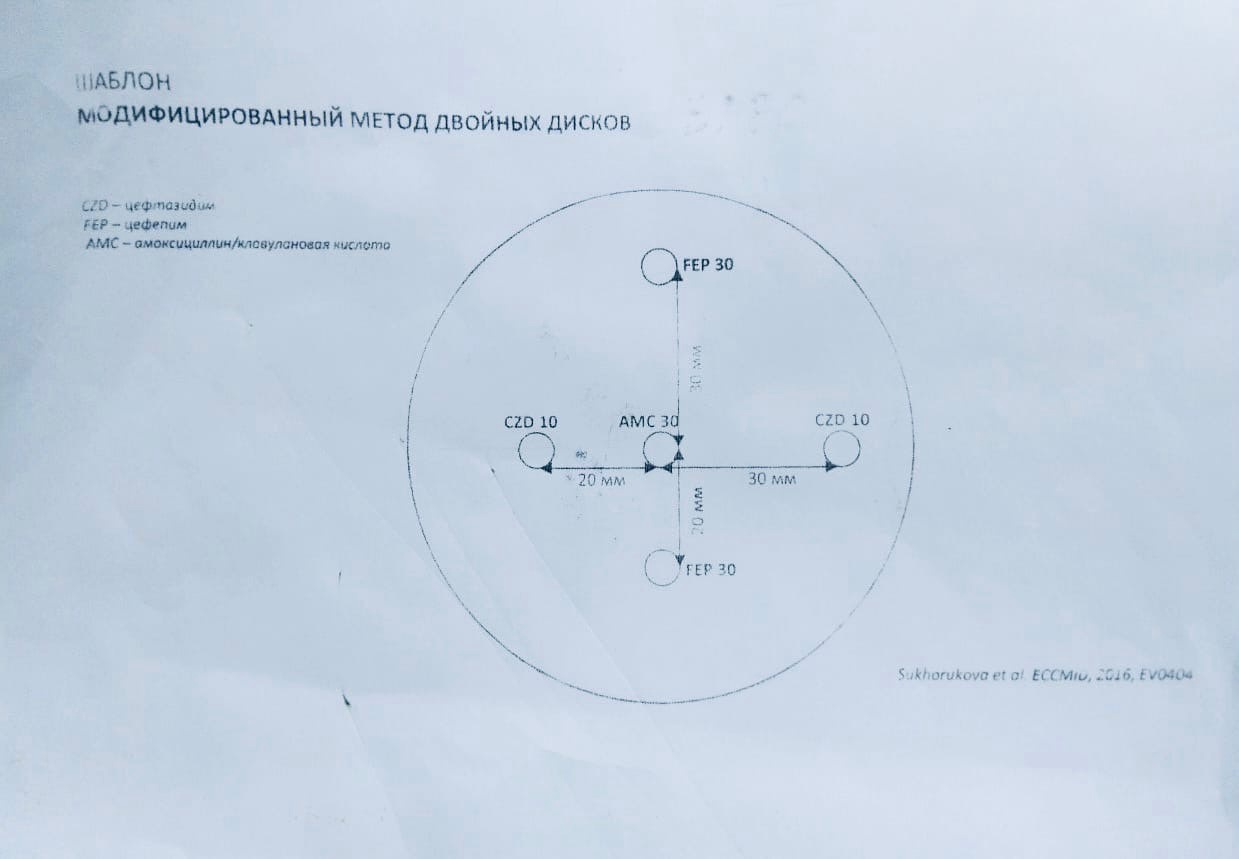 ШАБЛОН
МОДИФИЦИРОВАННЫЙ МЕТОД ДВОЙНЫХ ДИСКОВ
CZD – цефтазидим
FEP – цефепим
AMC – амоксициллин/клавулановая кислота
FEP 30
30 мм
CZD 10
AMC 30
CZD 10
20 мм
30 мм
20 мм
FEP 30
Sukhorukova et al. ECCMID, 2016, EV0404